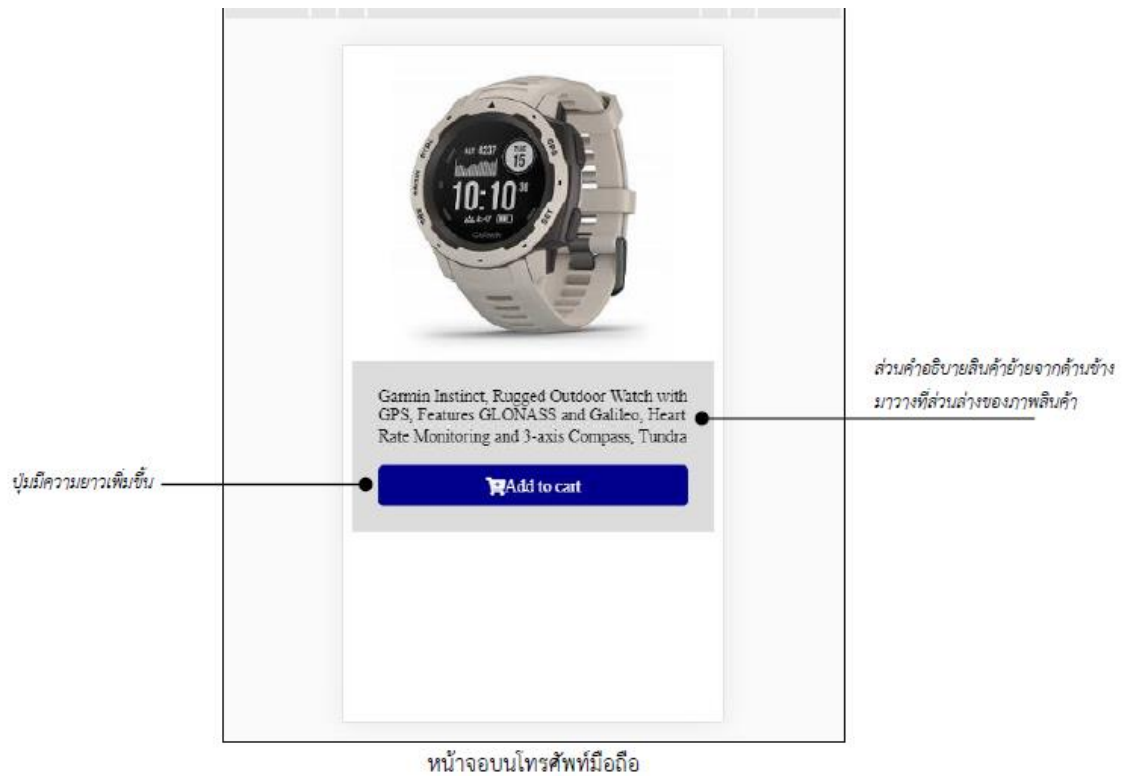 ALT 4237
TUE
15
10:10
38
GPS
SET
GARMIN
ส่วนคำอธิบายสินค้าย้ายจากด้านข้าง
มาวางที่ส่วนล่างของภาพสินค้า
Garmin Instinct, Rugged Outdoor Watch with
GPS, Features GLONASS and Galileo, Heart
Rate Monitoring and 3-axis Compass, Tundra
ปุ่มมีความยาวเพิ่มขึ้น
Add to cart
หน้าจอบนโทรศัพท์มือถือ